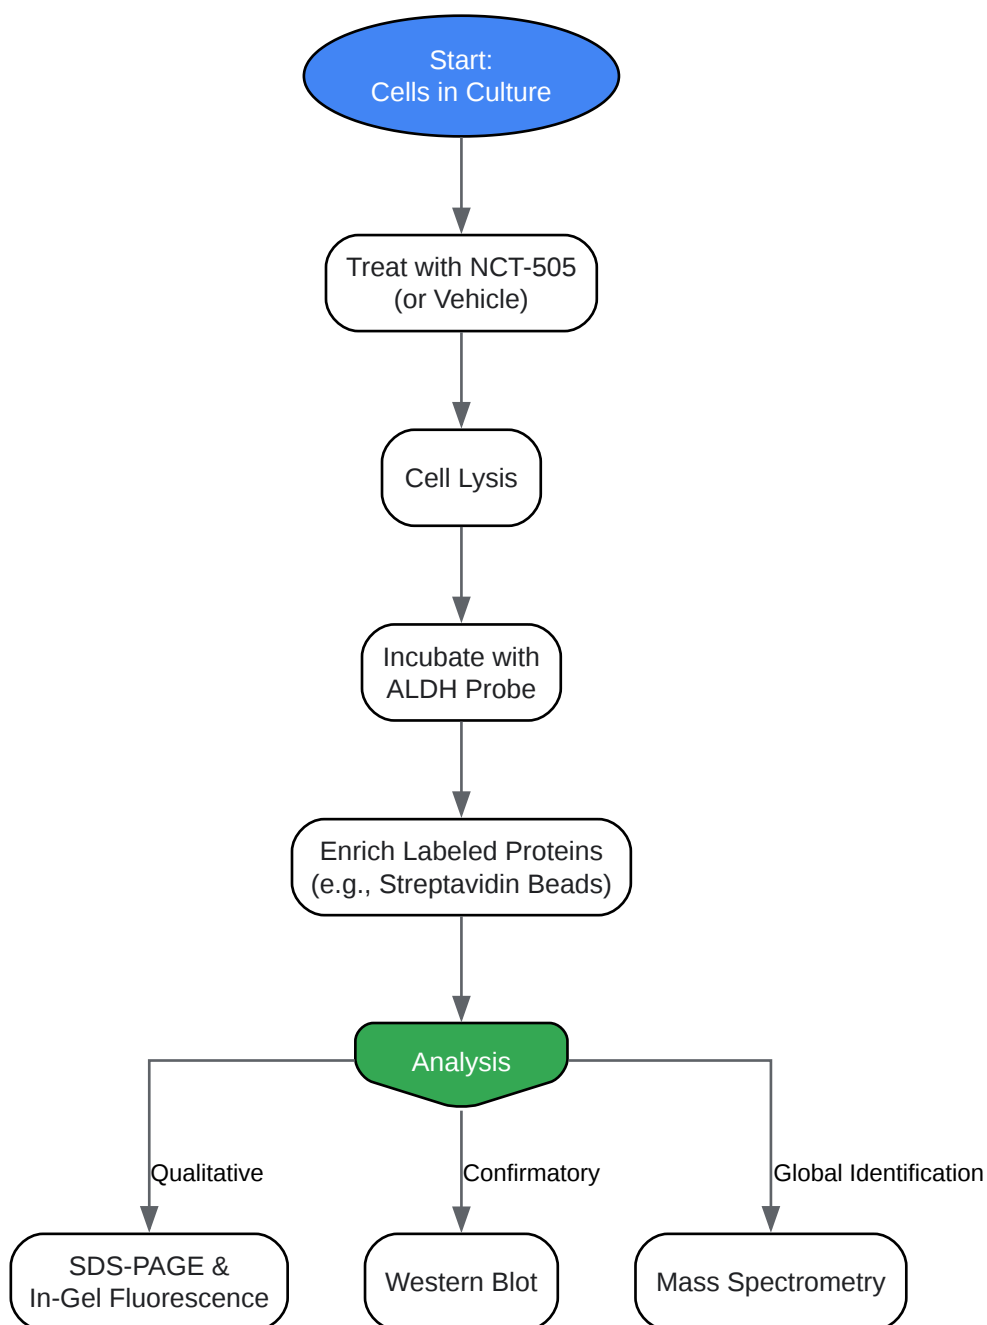 Start:
Cells in Culture
Treat with NCT-505
(or Vehicle)
Cell Lysis
Incubate with
ALDH Probe
Enrich Labeled Proteins
(e.g., Streptavidin Beads)
Analysis
Qualitative
Confirmatory
Global Identification
SDS-PAGE &
In-Gel Fluorescence
Western Blot
Mass Spectrometry